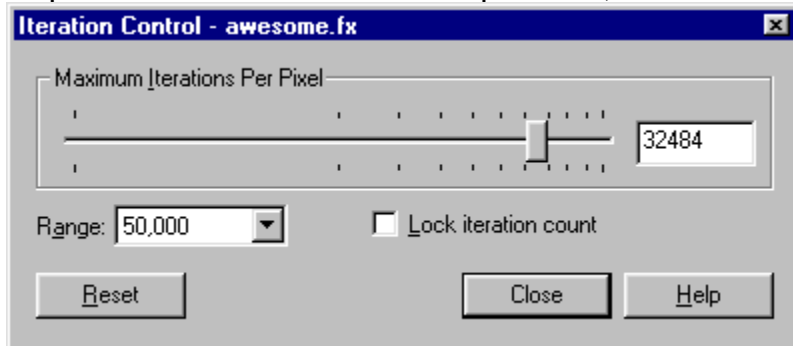 Iteration Control - awesome.fx
Maximum Iterations Per Pixel
32484
Range: 50,000
Lock iteration count
Reset
Close
Help